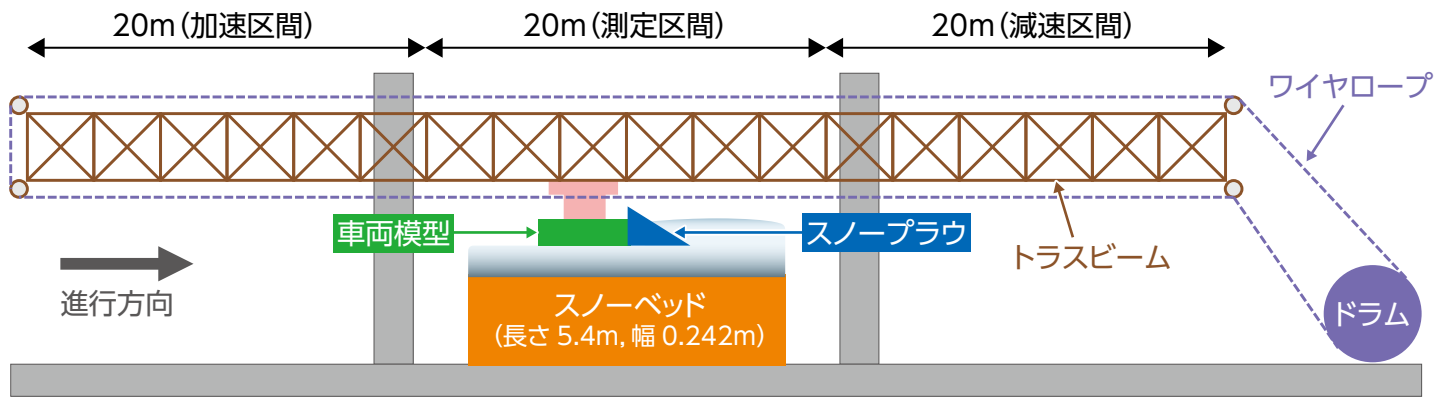 20m(加速区間)
20m(測定区間)
20m(減速区間)
ワイヤロープ
車両模型
スノープラウ
トラスビーム
進行方向
スノーベッド
(長さ 5.4m, 幅 0.242m)
ドラム